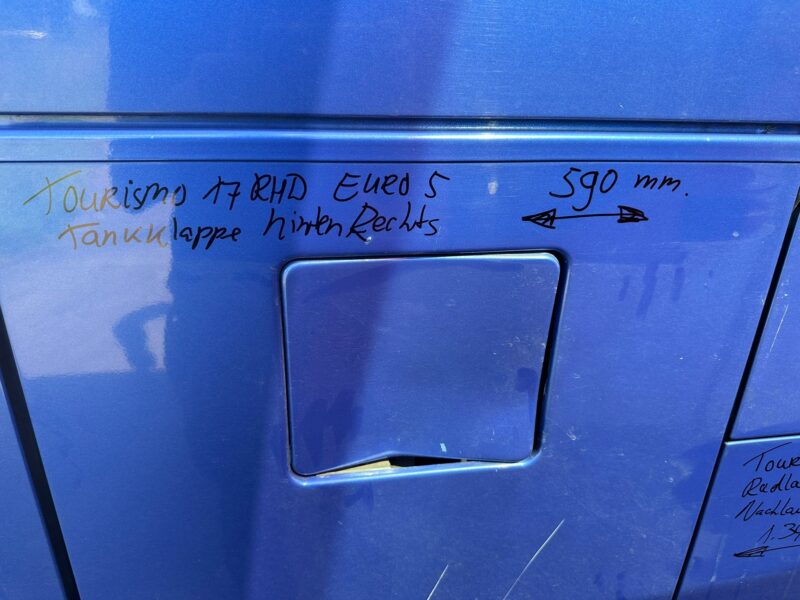 Tourismo 17 RHD EURO 5
Tankklappe hinten Rechts
590 mm.